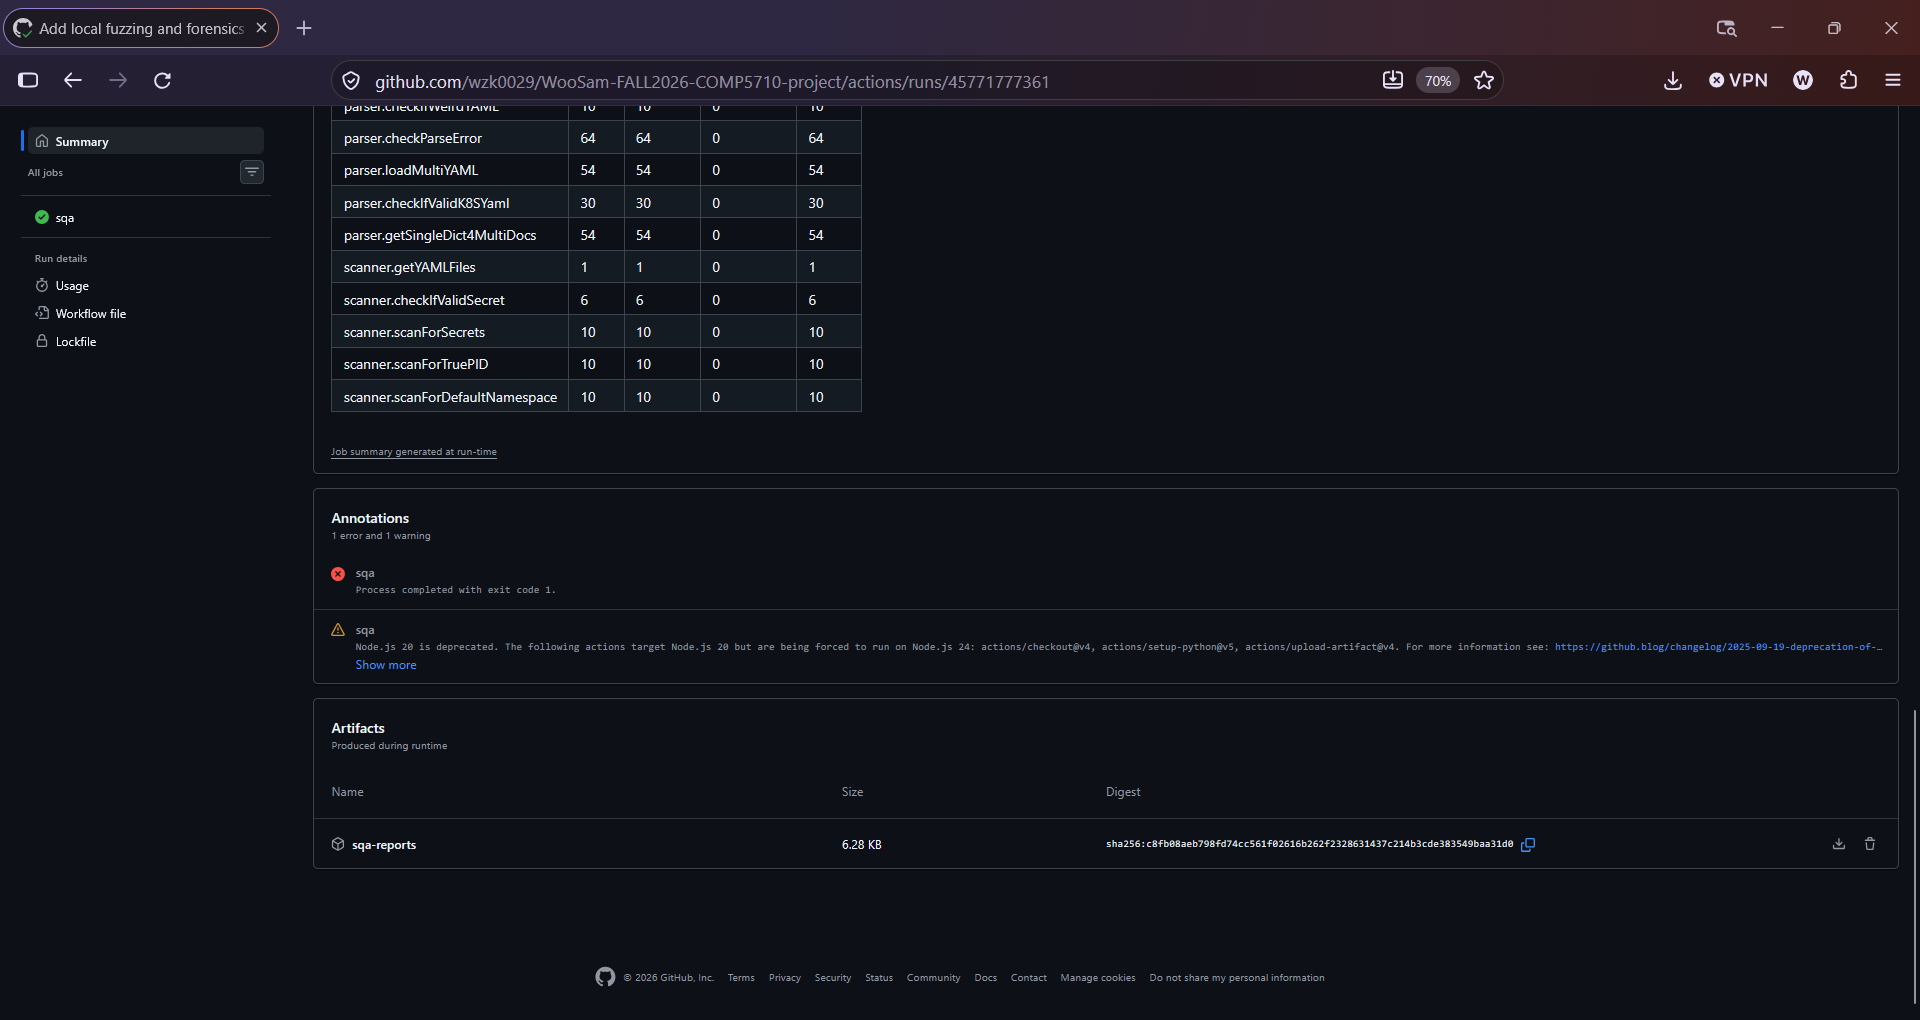 Add local fuzzing and forensics
github.com/wzk0029/WooSam-FALL2026-COMP5710-project/actions/runs/45771777361
70%
VPN
W
Summary
All jobs
sqa
Run details
Usage
Workflow file
Lockfile
parser.checkIfWeirdYAML 10 10 0 10
parser.checkParseError 64 64 0 64
parser.loadMultiYAML 54 54 0 54
parser.checkIfValidK8SYaml 30 30 0 30
parser.getSingleDict4MultiDocs 54 54 0 54
scanner.getYAMLFiles 1 1 0 1
scanner.checkIfValidSecret 6 6 0 6
scanner.scanForSecrets 10 10 0 10
scanner.scanForTruePID 10 10 0 10
scanner.scanForDefaultNamespace 10 10 0 10
Job summary generated at run-time
Annotations
1 error and 1 warning
sqa
Process completed with exit code 1.
sqa
Node.js 20 is deprecated. The following actions target Node.js 20 but are being forced to run on Node.js 24: actions/checkout@v4, actions/setup-python@v5, actions/upload-artifact@v4. For more information see: https://github.blog/changelog/2025-09-19-deprecation-of-…
Show more
Artifacts
Produced during runtime
Name Size Digest
sqa-reports 6.28 KB sha256:c8fb08aeb798fd74cc561f02616b262f2328631437c214b3cde383549baa31d0
© 2026 GitHub, Inc. Terms Privacy Security Status Community Docs Contact Manage cookies Do not share my personal information